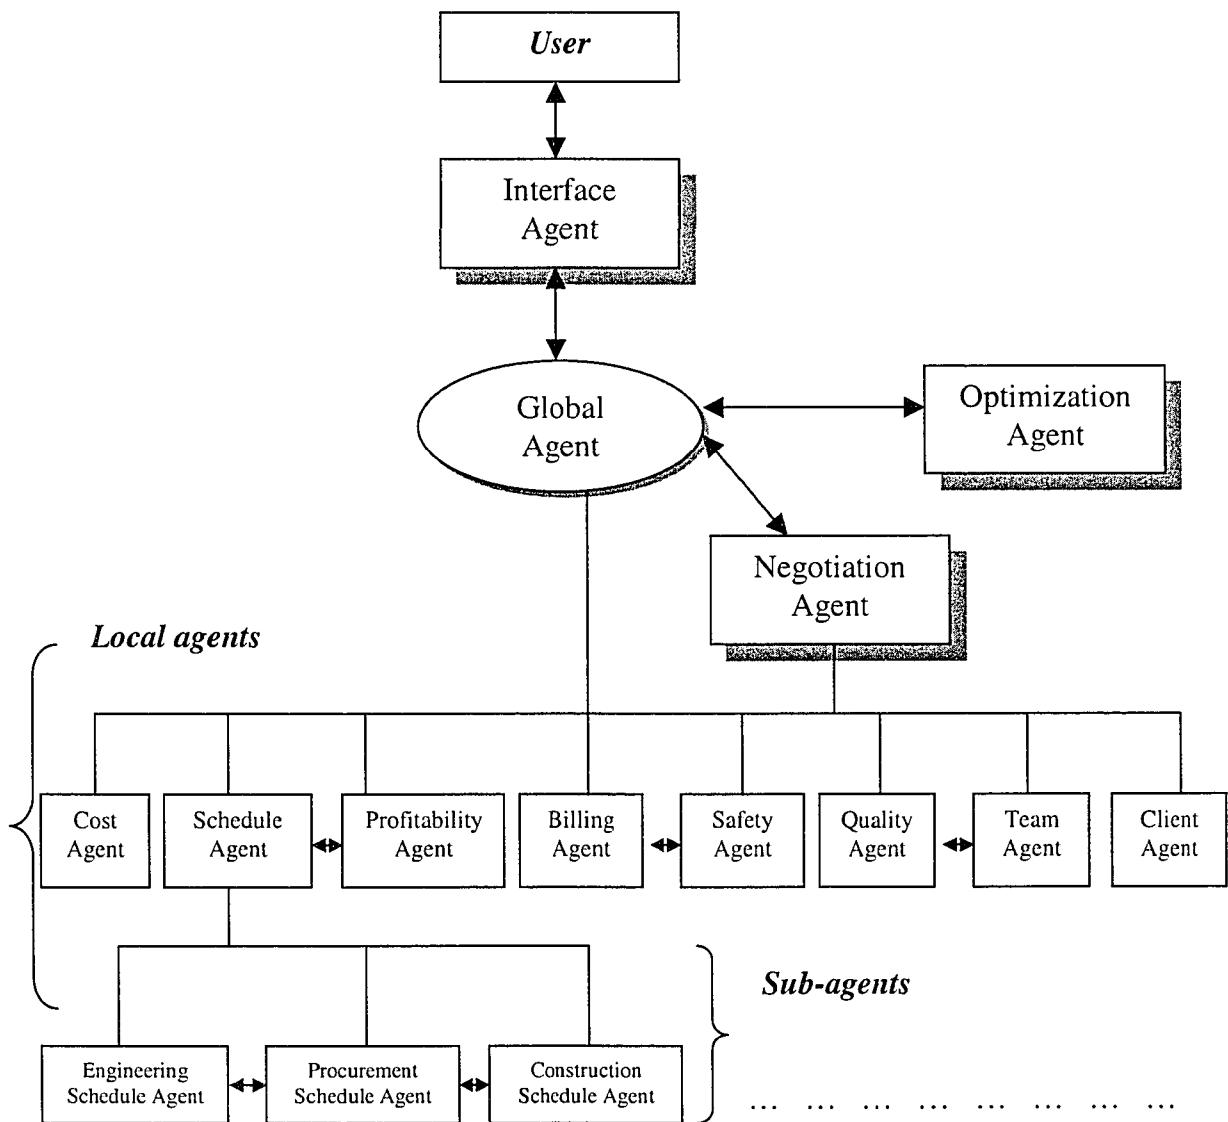 User
Interface
Agent
Global
Agent
Optimization
Agent
Negotiation
Agent
Local agents
Cost
Agent
Schedule
Agent
Profitability
Agent
Billing
Agent
Safety
Agent
Quality
Agent
Team
Agent
Client
Agent
Sub-agents
Engineering
Schedule Agent
Procurement
Schedule Agent
Construction
Schedule Agent
... ... ... ... ... ... ... ...